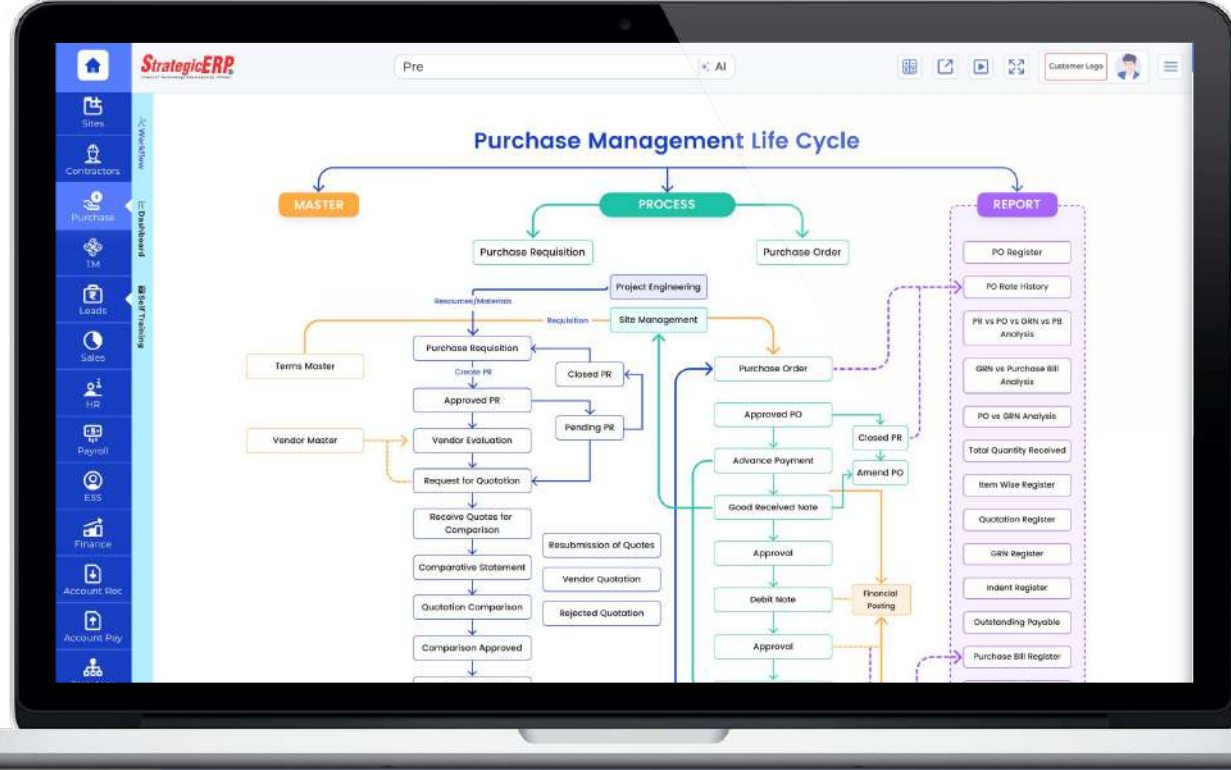 StrategicERP
Pre
AI
Customer Logo
Sites
Contractors
Purchase
TM
Leads
Sales
HR
Payroll
ESS
Finance
Account Rec
Account Pay
Workflow
Dashboard
Self Training
Purchase Management Life Cycle
MASTER
PROCESS
REPORT
Purchase Requisition
Purchase Order
Project Engineering
Resources/Materials
Requisition
Site Management
Terms Master
Vendor Master
Purchase Requisition
Create PR
Closed PR
Approved PR
Pending PR
Vendor Evaluation
Request for Quotation
Receive Quotes for
Comparison
Comparative Statement
Quotation Comparison
Comparison Approved
Resubmission of Quotes
Vendor Quotation
Rejected Quotation
Purchase Order
Approved PO
Closed PR
Advance Payment
Amend PO
Good Received Note
Approval
Debit Note
Financial
Posting
Approval
PO Register
PO Rate History
PR vs PO vs GRN vs PB
Analysis
GRN vs Purchase Bill
Analysis
PO vs GRN Analysis
Total Quantity Received
Item Wise Register
Quotation Register
GRN Register
Indent Register
Outstanding Payable
Purchase Bill Register